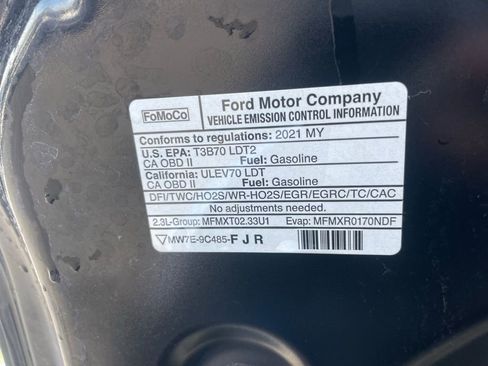 FoMoCo
Ford Motor Company
VEHICLE EMISSION CONTROL INFORMATION
Conforms to regulations: 2021 MY
U.S. EPA: T3B70 LDT2
CA OBD II Fuel: Gasoline
California: ULEV70 LDT
CA OBD II Fuel: Gasoline
DFI/TWC/HO2S/WR-HO2S/EGR/EGRC/TC/CAC
No adjustments needed.
2.3L-Group: MFMXT02.33U1 Evap: MFMXR0170NDF
MW7E-9C485-F J R